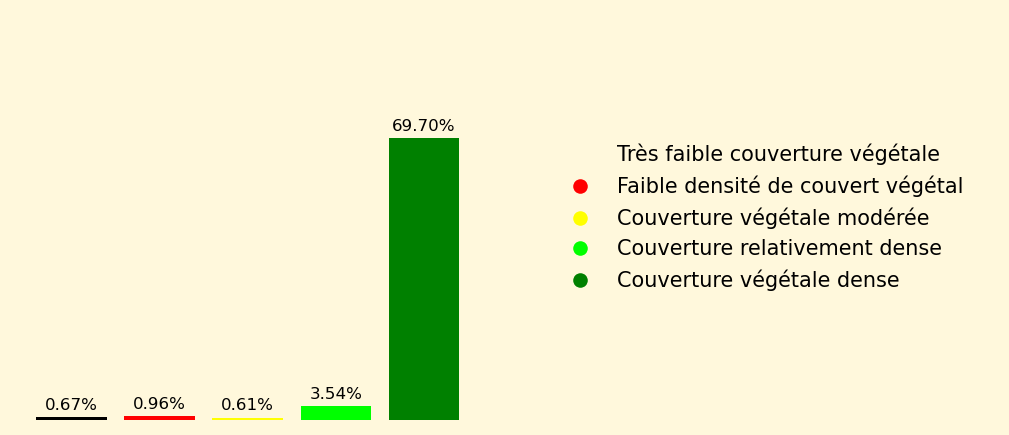 69.70%
3.54%
0.67%
0.96%
0.61%
Très faible couverture végétale
Faible densité de couvert végétal
Couverture végétale modérée
Couverture relativement dense
Couverture végétale dense